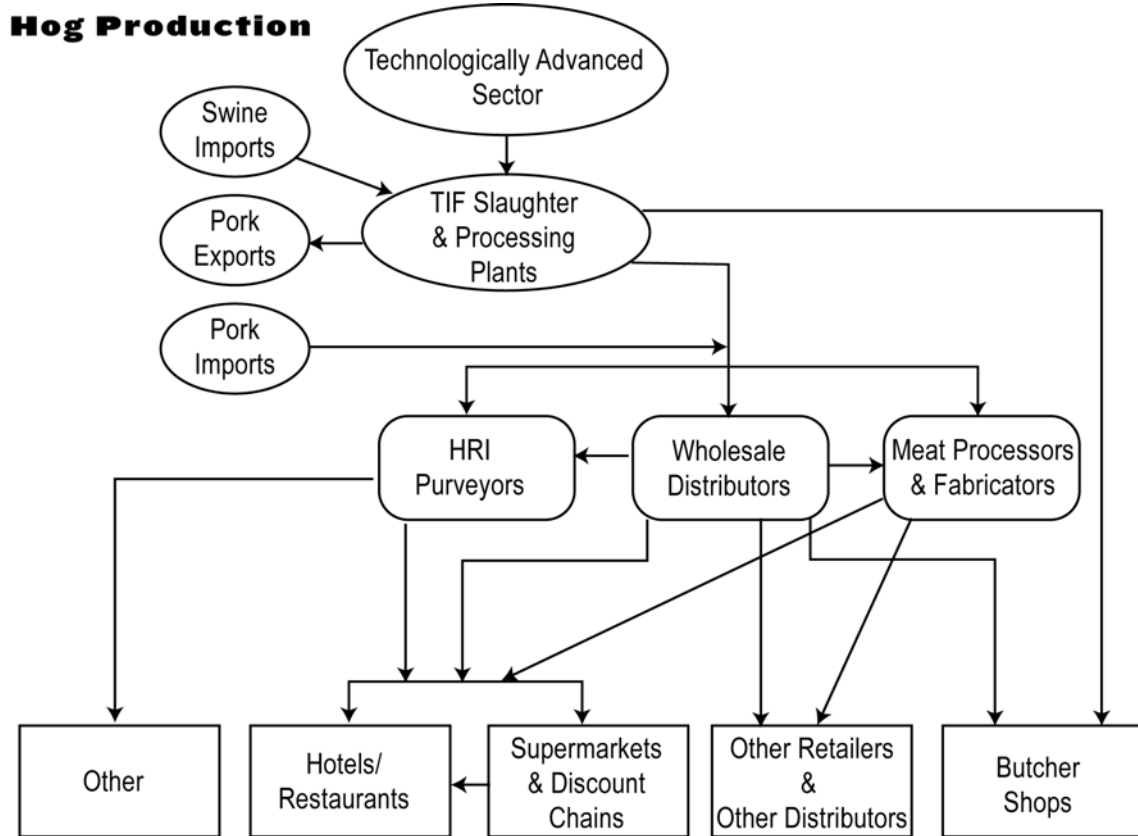 Hog Production
Technologically Advanced
Sector
Swine
Imports
TIF Slaughter
& Processing
Plants
Pork
Exports
Pork
Imports
HRI
Purveyors
Wholesale
Distributors
Meat Processors
& Fabricators
Other
Hotels/
Restaurants
Supermarkets
& Discount
Chains
Other Retailers
&
Other Distributors
Butcher
Shops